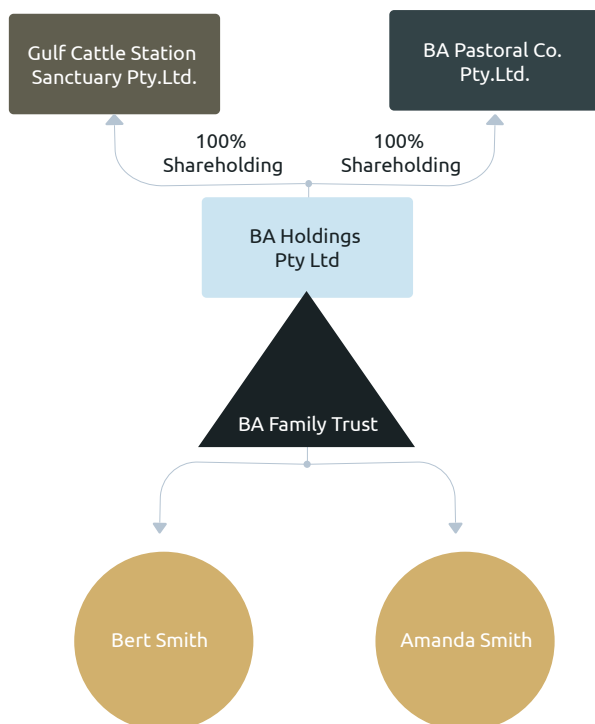 Gulf Cattle Station
Sanctuary Pty.Ltd.
BA Pastoral Co.
Pty.Ltd.
100%
Shareholding
100%
Shareholding
BA Holdings
Pty Ltd
BA Family Trust
Bert Smith
Amanda Smith